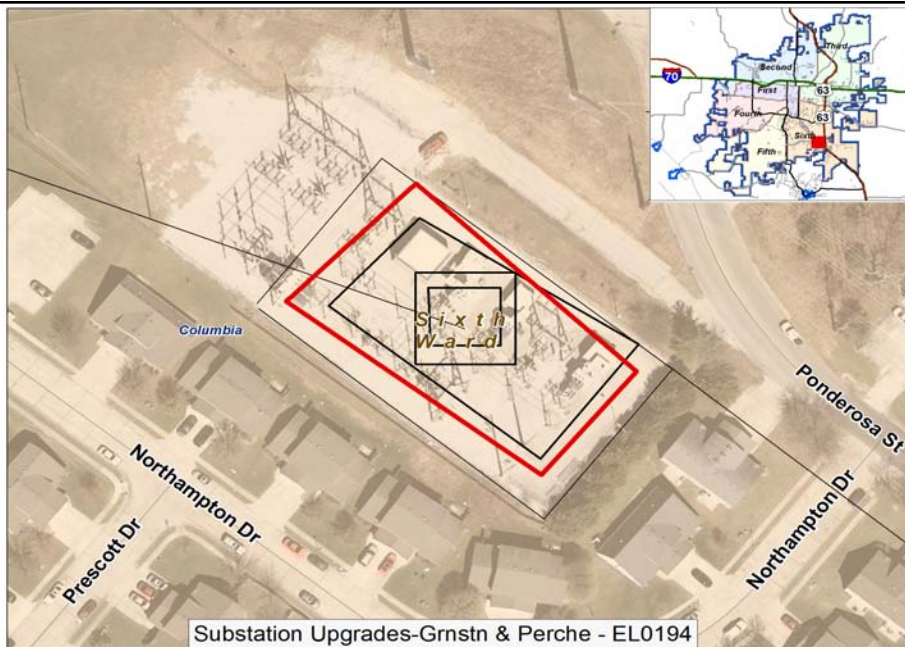 Second
Third
70
First
63
Fourth
63
Sixth
Fifth
Columbia
Sixth
Ward
Ponderosa St
Northampton Dr
Prescott Dr
Northampton Dr
Substation Upgrades-Grnstn & Perche - EL0194